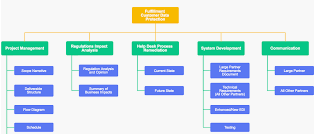 Fulfillment
Customer Data
Protection
Project Management
Regulations Impact
Analysis
Help Desk Process
Remediation
System Development
Communication
Scope Narrative
Regulation Analysis
and Opinion
Current State
Large Partner
Requirements
Document
Large Partner
Deliverable
Structure
Summary of
Business Impacts
Future State
Technical
Requirements
(All Other Partners)
All Other Partners
Float Diagram
Enhanced/New EDI
Schedule
Testing